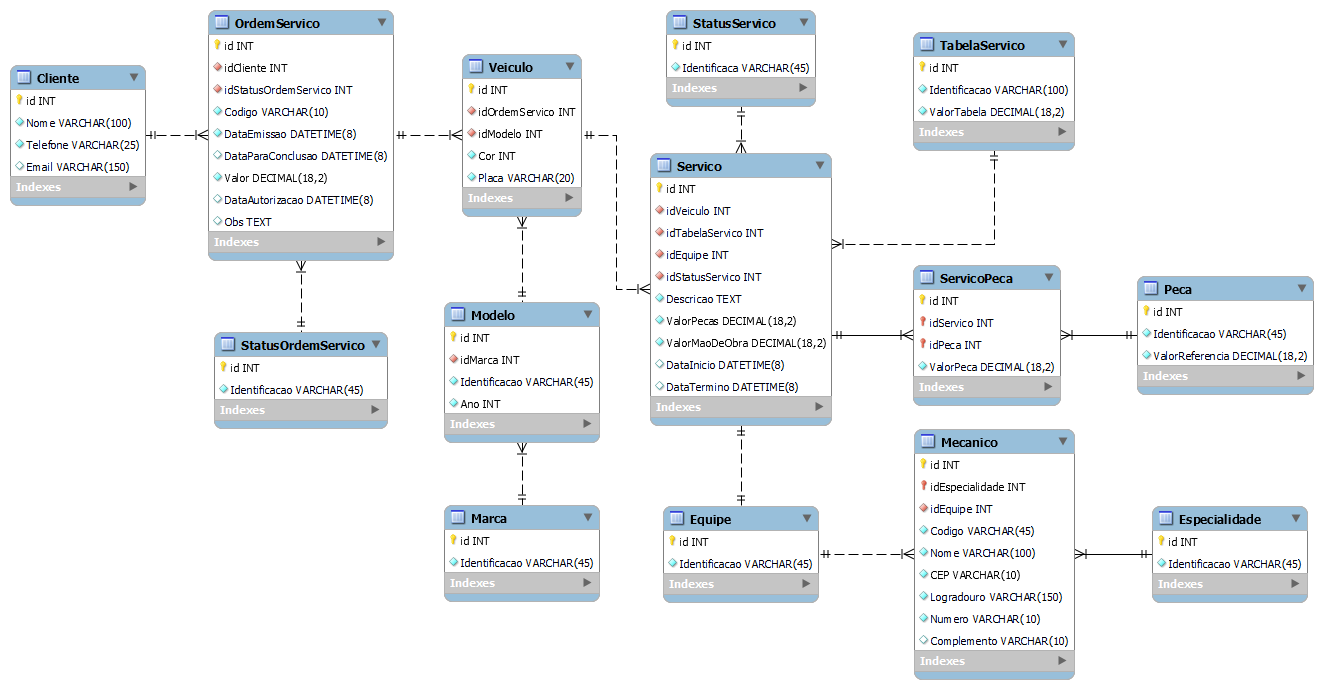 OrdemServico
id INT
idCliente INT
idStatusOrdemServico INT
Codigo VARCHAR(10)
DataEmissao DATETIME(8)
DataParaConclusao DATETIME(8)
Valor DECIMAL(18,2)
DataAutorizacao DATETIME(8)
Obs TEXT
Indexes
Cliente
id INT
Nome VARCHAR(100)
Telefone VARCHAR(25)
Email VARCHAR(150)
Indexes
Veiculo
id INT
idOrdemServico INT
idModelo INT
Cor INT
Placa VARCHAR(20)
Indexes
StatusServico
id INT
Identificaca VARCHAR(45)
Indexes
TabelaServico
id INT
Identificacao VARCHAR(100)
ValorTabela DECIMAL(18,2)
Indexes
Servico
id INT
idVeiculo INT
idTabelaServico INT
idEquipe INT
idStatusServico INT
Descricao TEXT
ValorPecas DECIMAL(18,2)
ValorMaoDeObra DECIMAL(18,2)
DataInicio DATETIME(8)
DataTermino DATETIME(8)
Indexes
ServicoPeca
id INT
idServico INT
idPeca INT
ValorPeca DECIMAL(18,2)
Indexes
Peca
id INT
Identificacao VARCHAR(45)
ValorReferencia DECIMAL(18,2)
Indexes
StatusOrdemServico
id INT
Identificacao VARCHAR(45)
Indexes
Modelo
id INT
idMarca INT
Identificacao VARCHAR(45)
Ano INT
Indexes
Marca
id INT
Identificacao VARCHAR(45)
Indexes
Equipe
id INT
Identificacao VARCHAR(45)
Indexes
Mecanico
id INT
idEspecialidade INT
idEquipe INT
Codigo VARCHAR(45)
Nome VARCHAR(100)
CEP VARCHAR(10)
Logradouro VARCHAR(150)
Numero VARCHAR(10)
Complemento VARCHAR(10)
Indexes
Especialidade
id INT
Identificacao VARCHAR(45)
Indexes